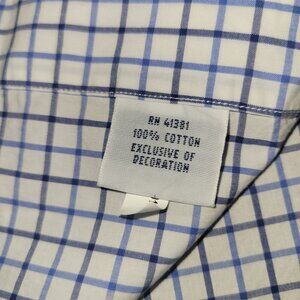 RN 41381
100% COTTON
EXCLUSIVE OF
DECORATION